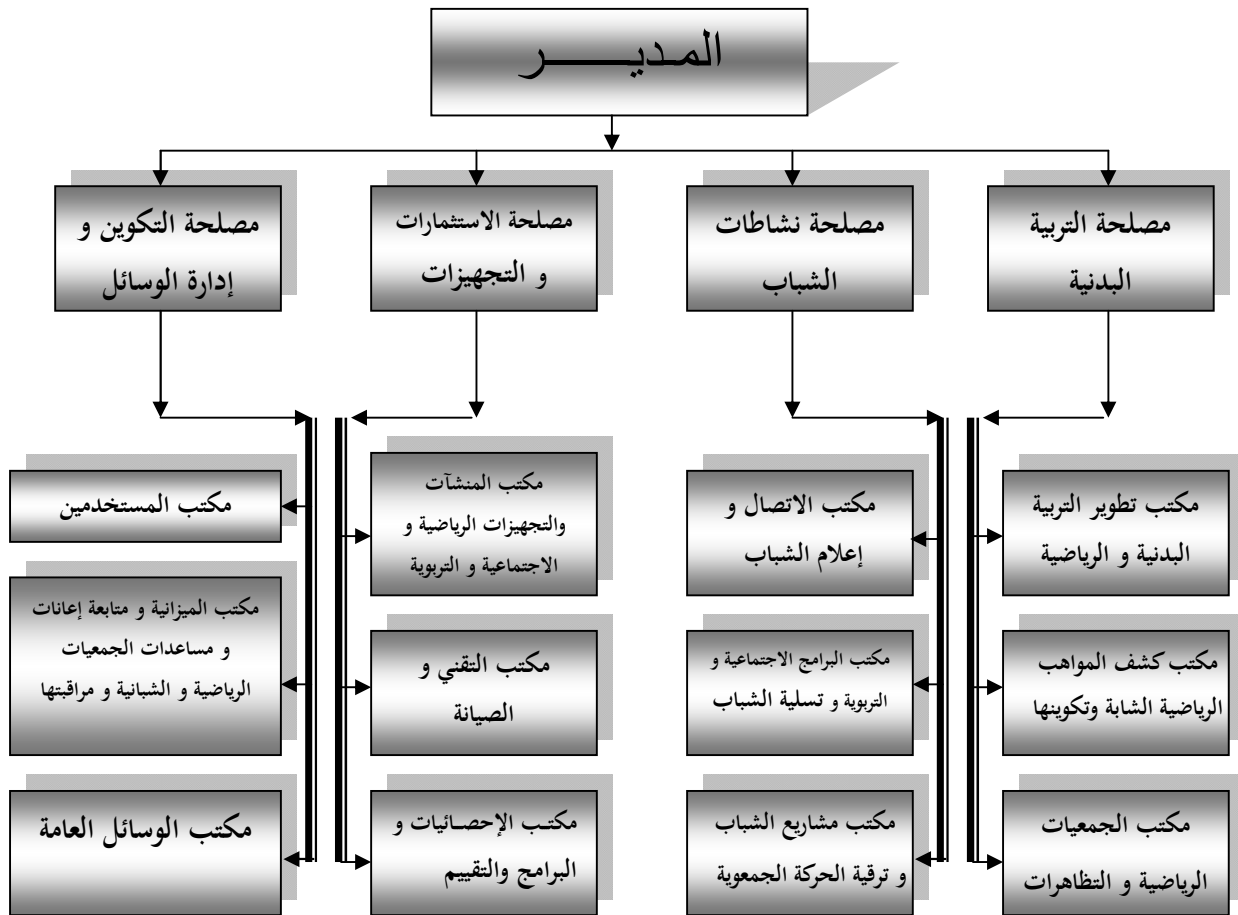 المديــــــر
مصلحة التربية
البدنية
مصلحة نشاطات
الشباب
مصلحة الاستثمارات
و التجهيزات
مصلحة التكوين و
إدارة الوسائل
مكتب تطوير التربية
البدنية و الرياضية
مكتب كشف المواهب
الرياضية الشابة وتكوينها
مكتب الجمعيات
الرياضية و التظاهرات
مكتب الاتصال و
إعلام الشباب
مكتب البرامج الاجتماعية و
التربوية و تسلية الشباب
مكتب مشاريع الشباب
و ترقية الحركة الجمعوية
مكتب المنشآت
والتجهيزات الرياضية و
الاجتماعية و التربوية
مكتب التقني و
الصيانة
مكتب الإحصائيات و
البرامج والتقييم
مكتب المستخدمين
مكتب الميزانية و متابعة إعانات
و مساعدات الجمعيات
الرياضية و الشبانية و مراقبتها
مكتب الوسائل العامة